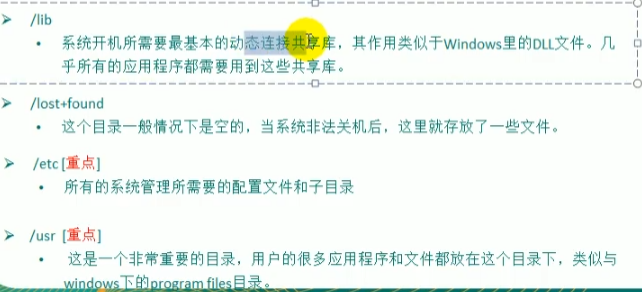 /lib
系统开机所需要最基本的动态连接共享库，其作用类似于Windows里的DLL文件。几
乎所有的应用程序都需要用到这些共享库。
/lost+found
这个目录一般情况下是空的，当系统非法关机后，这里就存放了一些文件。
/etc [重点]
所有的系统管理所需要的配置文件和子目录
/usr [重点]
这是一个非常重要的目录，用户的很多应用程序和文件都放在这个目录下，类似与
windows下的program files目录。